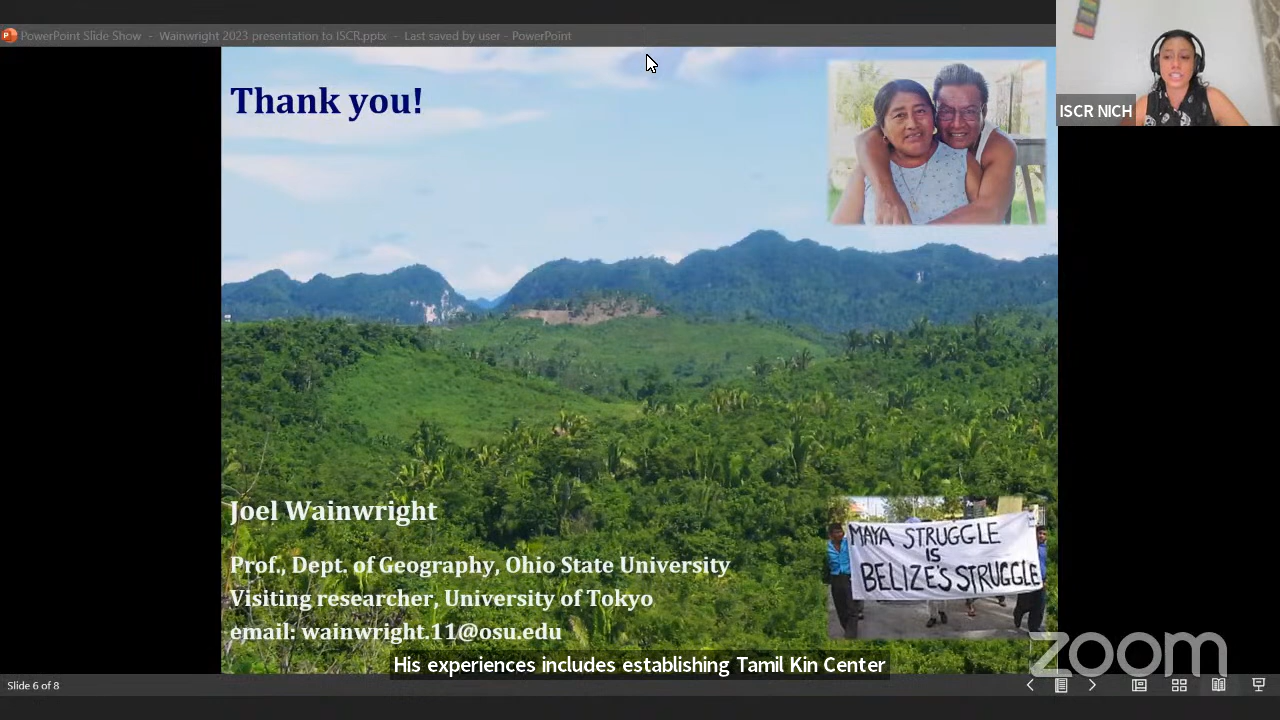 PowerPoint Slide Show - Wainwright 2023 presentation to ISCR.pptx - Last saved by user - PowerPoint
Thank you!
ISCR NICH
Joel Wainwright
Prof., Dept. of Geography, Ohio State University
Visiting researcher, University of Tokyo
email: wainwright.11@osu.edu
MAYA STRUGGLE
IS
BELIZE'S STRUGGLE
His experiences includes establishing Tamil Kin Center
zoom
Slide 6 of 8